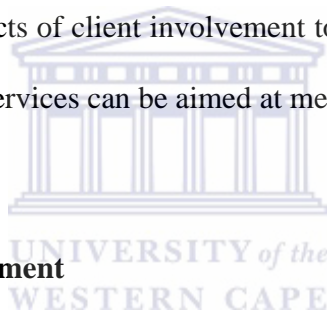 cts of client involvement to
ervices can be aimed at me
ment
UNIVERSITY of the
WESTERN CAPE